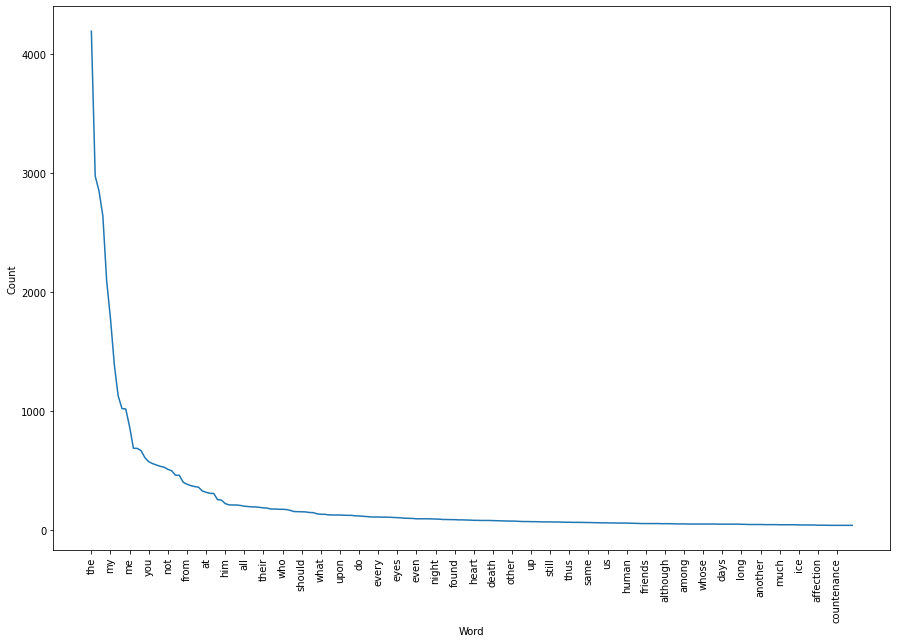 4000
3000
2000
1000
0
Count
the my me you not from at him all their who should what upon do every eyes even night found heart death other up still thus same us human friends although among whose days long another much ice affection countenance
Word